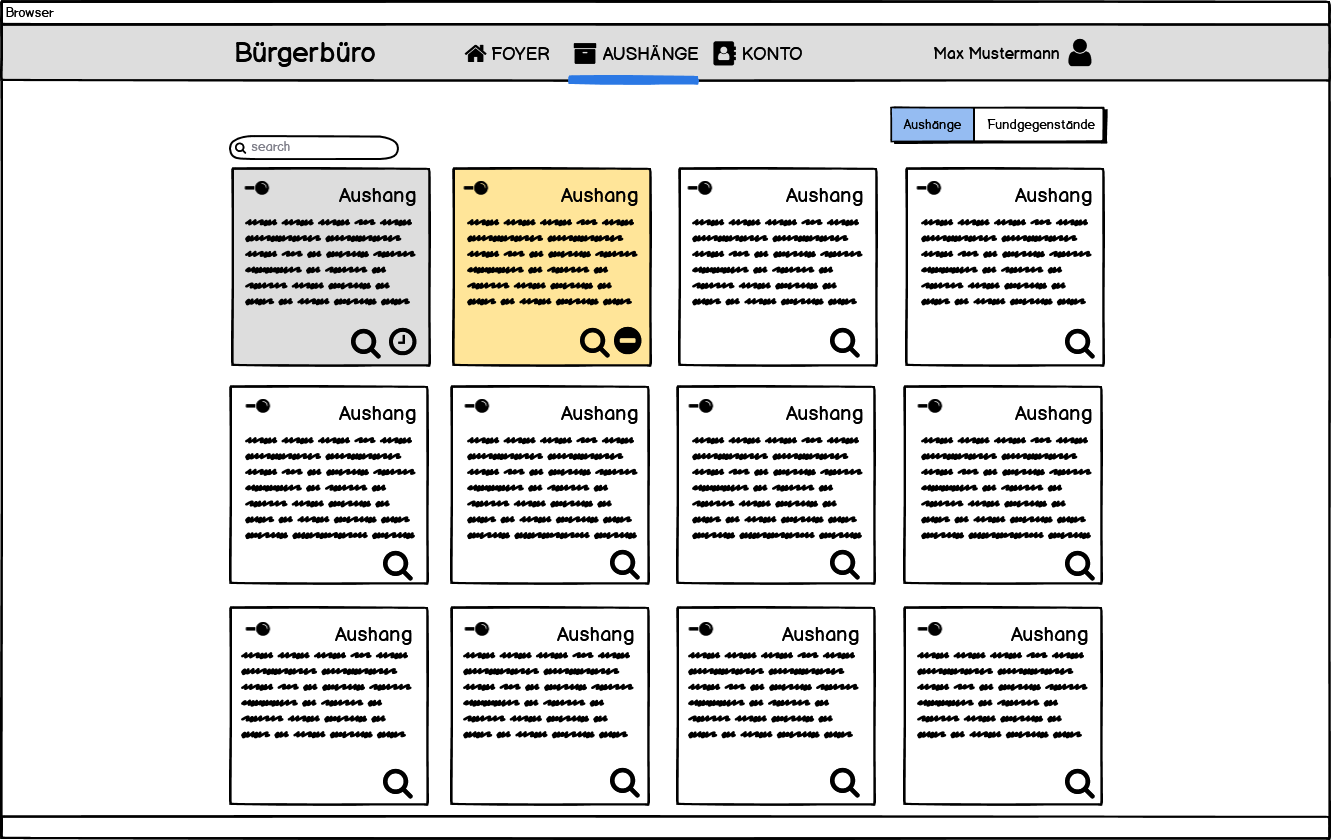 Browser
Bürgerbüro
FOYER
AUSHÄNGE
KONTO
Max Mustermann
Aushänge
Fundgegenstände
search
Aushang
Aushang
Aushang
Aushang
Aushang
Aushang
Aushang
Aushang
Aushang
Aushang
Aushang
Aushang